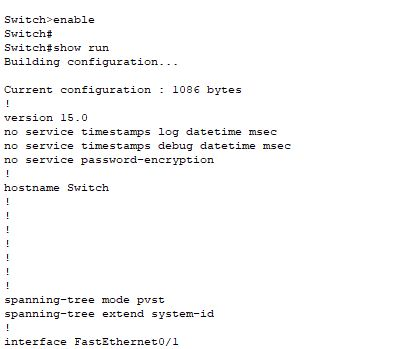 Switch>enable
Switch#
Switch#show run
Building configuration...
Current configuration : 1086 bytes
!
version 15.0
no service timestamps log datetime msec
no service timestamps debug datetime msec
no service password-encryption
!
hostname Switch
!
!
!
!
!
!
!
spanning-tree mode pvst
spanning-tree extend system-id
!
interface FastEthernet0/1